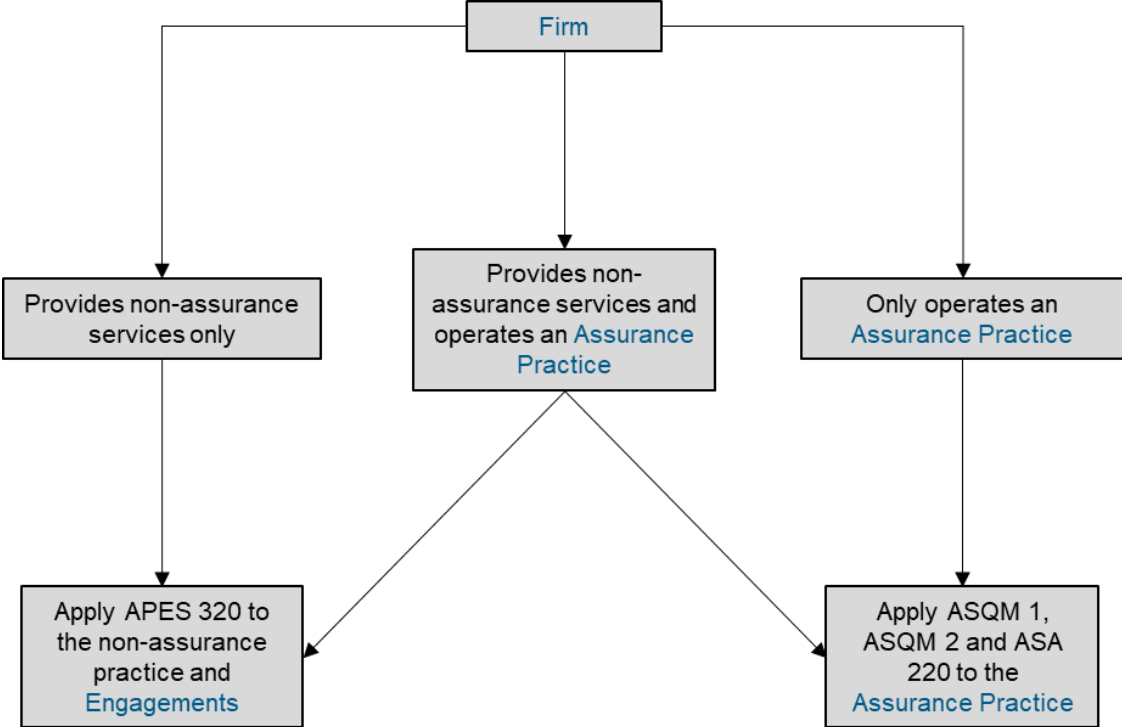 Firm
Provides non-assurance
services only
Provides non-
assurance services and
operates an Assurance
Practice
Only operates an
Assurance Practice
Apply APES 320 to
the non-assurance
practice and
Engagements
Apply ASQM 1,
ASQM 2 and ASA
220 to the
Assurance Practice